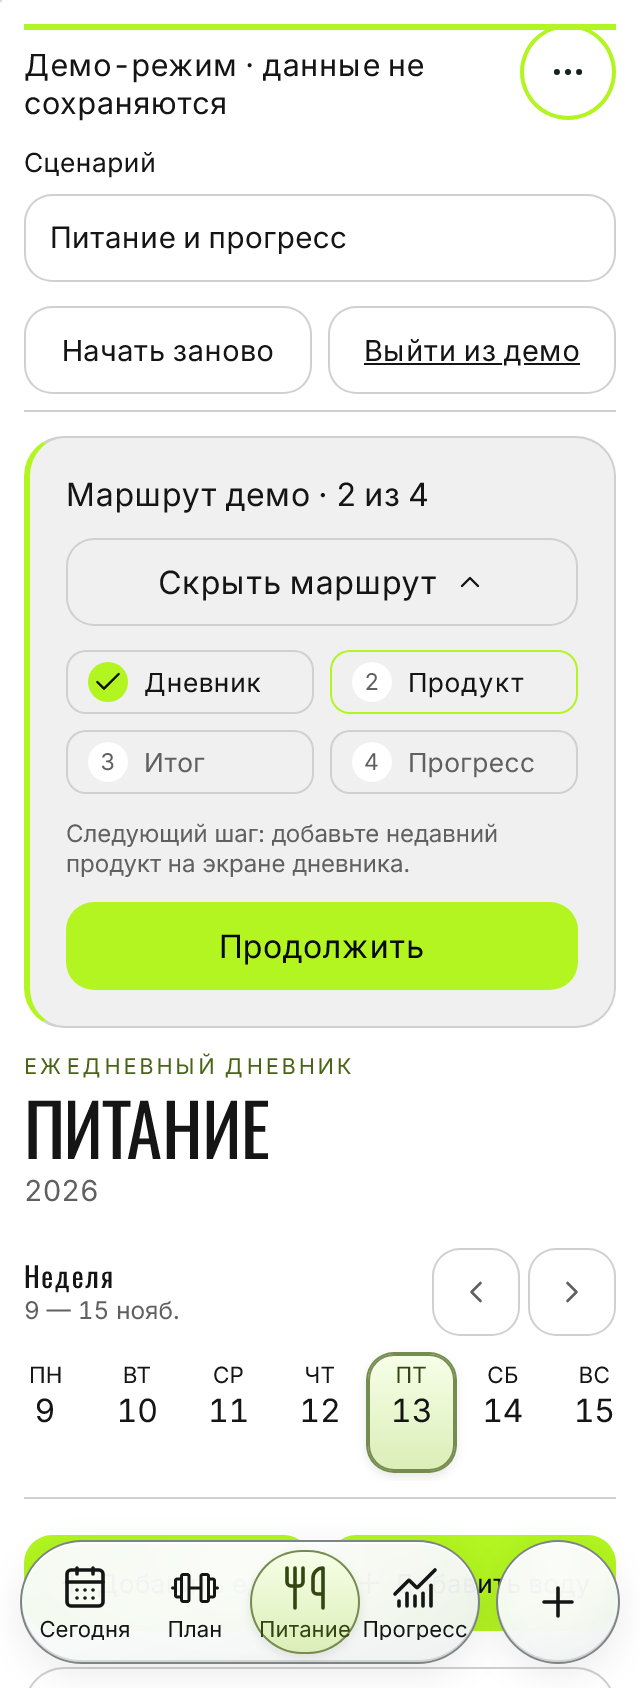 Демо-режим · данные не
сохраняются
Сценарий
Питание и прогресс
Начать заново
Выйти из демо
Маршрут демо · 2 из 4
Скрыть маршрут
Дневник
2 Продукт
3 Итог
4 Прогресс
Следующий шаг: добавьте недавний
продукт на экране дневника.
Продолжить
ЕЖЕДНЕВНЫЙ ДНЕВНИК
ПИТАНИЕ
2026
Неделя
9 — 15 нояб.
ПН ВТ СР ЧТ ПТ СБ ВС
9 10 11 12 13 14 15
воду
Сегодня План Питание Прогресс